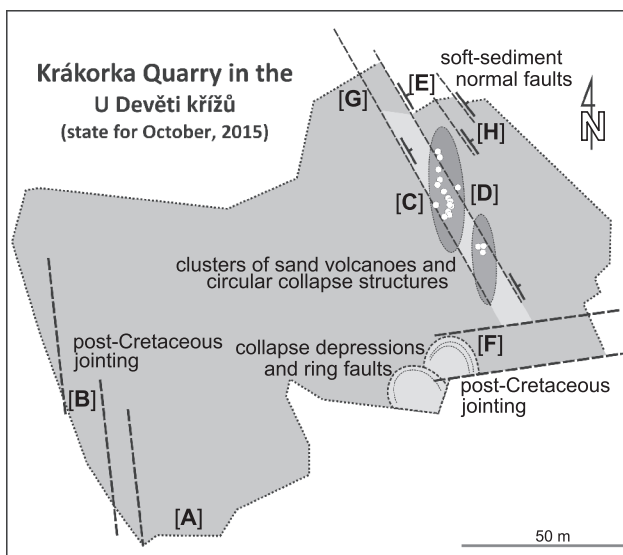 Krákorka Quarry in the
U Devěti křížů
(state for October, 2015)
soft-sediment
normal faults
[E]
[G]
[H]
N
[C]
[D]
clusters of sand volcanoes and
circular collapse structures
post-Cretaceous
jointing
collapse depressions
and ring faults
[F]
post-Cretaceous
jointing
[B]
[A]
50 m